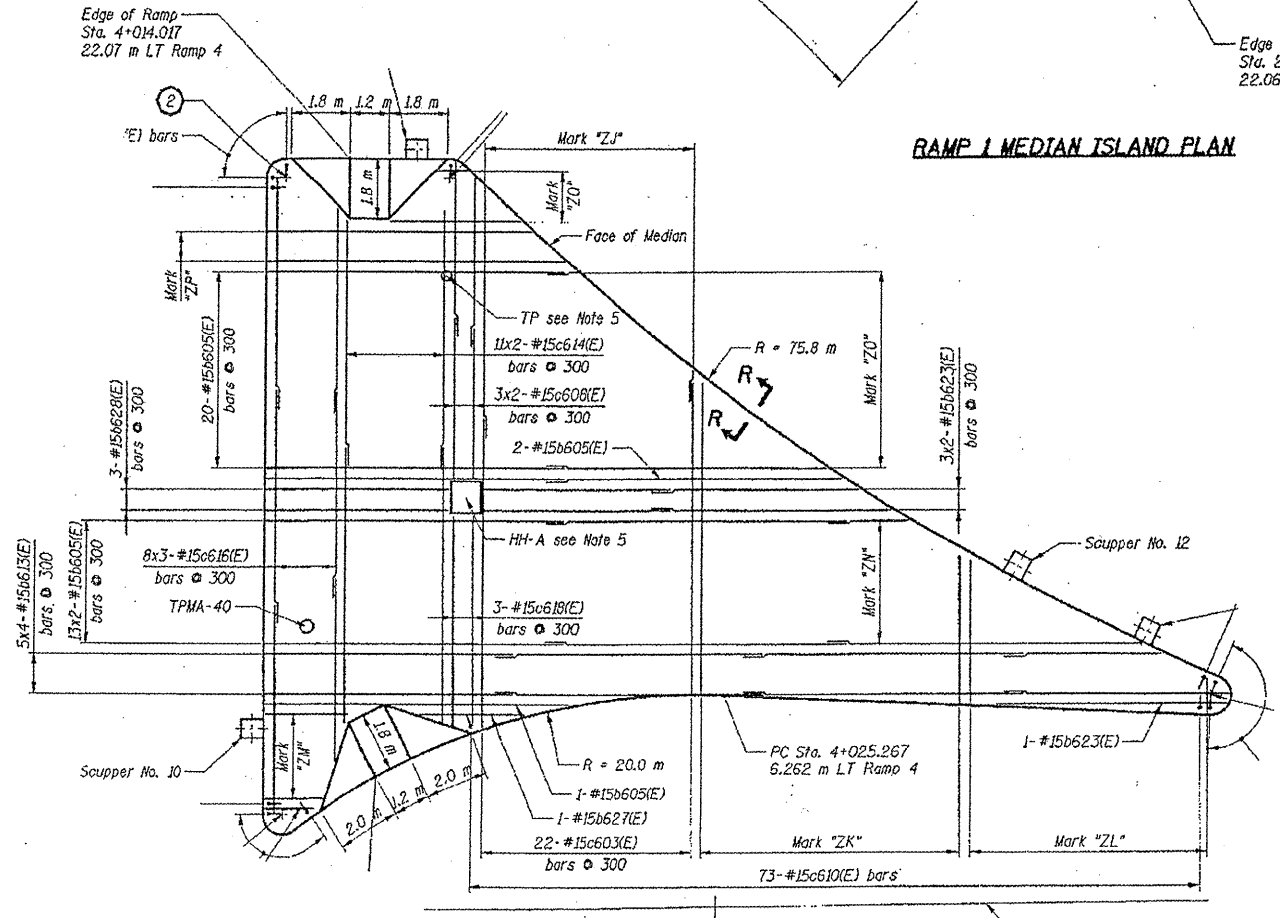 Edge of Ramp
Sta. 4+014.017
22.07 m LT Ramp 4
Edge
Sta. 2
22.06
2
(E) bars
1.8 m
1.2 m
1.8 m
Mark "ZJ"
RAMP 1 MEDIAN ISLAND PLAN
1.8 m
Mark
"ZO"
Face of Median
Mark
"ZP"
TP see Note 5
20-#15b605(E)
bars @ 300
11x2-#15c614(E)
bars @ 300
R = 75.8 m
Mark "ZO"
R
R
3x2-#15c608(E)
bars @ 300
3x2-#15b623(E)
bars @ 300
3-#15b628(E)
bars @ 300
2-#15b605(E)
HH-A see Note 5
Scupper No. 12
5x4-#15b613(E)
bars @ 300
13x2-#15b605(E)
bars @ 300
8x3-#15c616(E)
bars @ 300
Mark "ZN"
TPMA-40
3-#15c618(E)
bars @ 300
Mark
"ZM"
1.8 m
Scupper No. 10
R = 20.0 m
PC Sta. 4+025.267
6.262 m LT Ramp 4
1-#15b623(E)
2.0 m
1.2 m
2.0 m
1-#15b605(E)
1-#15b627(E)
22-#15c603(E)
bars @ 300
Mark "ZK"
Mark "ZL"
73-#15c610(E) bars